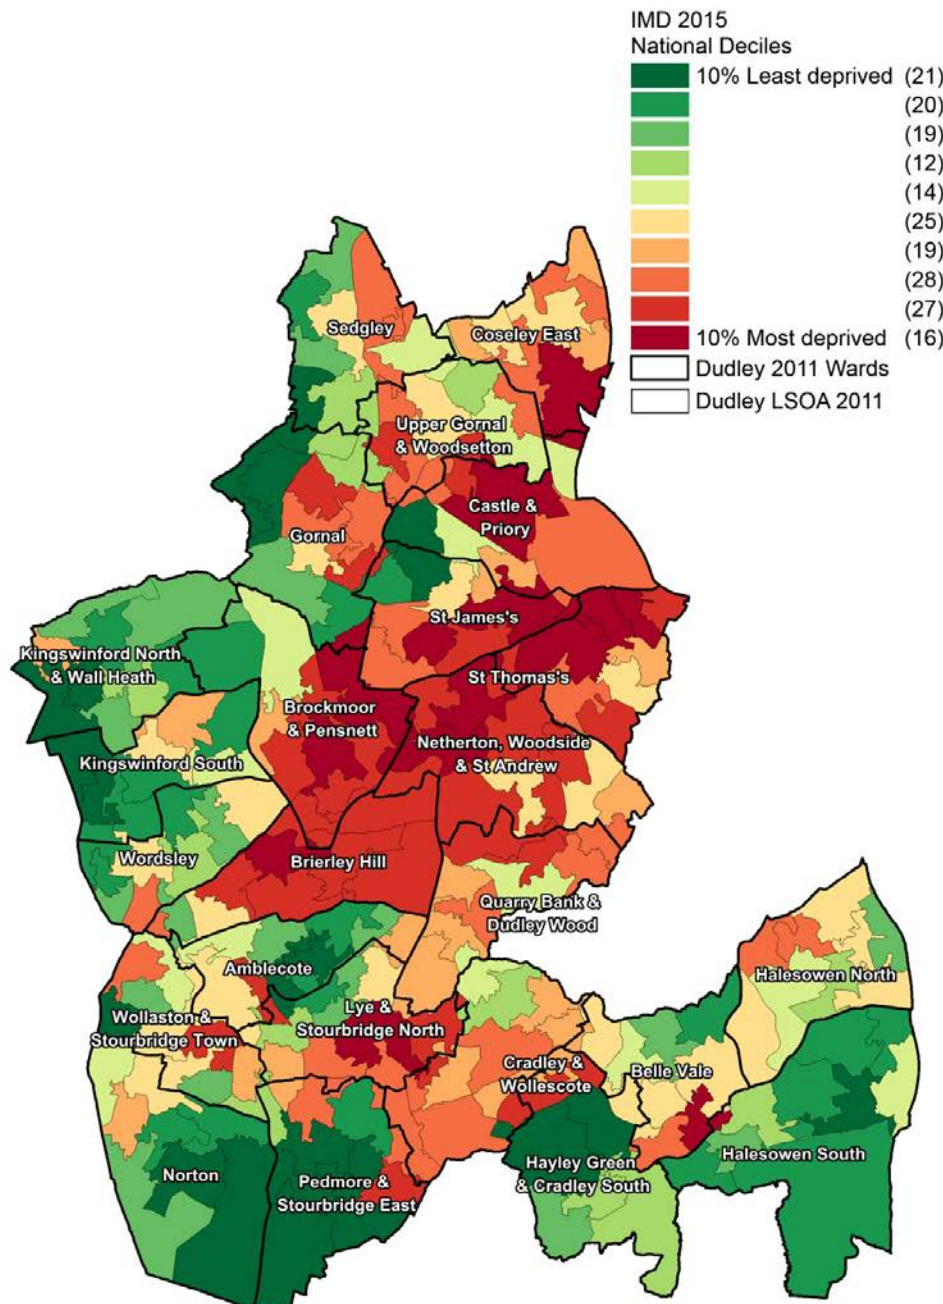 IMD 2015
National Deciles
10% Least deprived (21)
(20)
(19)
(12)
(14)
(25)
(19)
(28)
(27)
10% Most deprived (16)
Dudley 2011 Wards
Dudley LSOA 2011
Sedgley
Coseley East
Upper Gornal
& Woodsetton
Castle &
Priory
Gornal
St James's
Kingswinford North
& Wall Heath
St Thomas's
Brockmoor
& Pensnett
Netherton, Woodside
& St Andrew
Kingswinford South
Wordsley
Brierley Hill
Quarry Bank &
Dudley Wood
Amblecote
Halesowen North
Wollaston &
Stourbridge Town
Lye &
Stourbridge North
Cradley &
Wollescote
Belle Vale
Halesowen South
Hayley Green
& Cradley South
Norton
Pedmore &
Stourbridge East